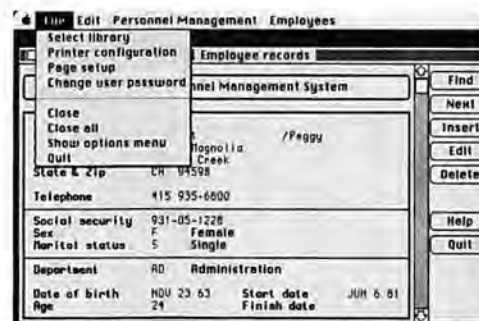 File Edit Personnel Management Employees
Select library
Printer configuration
Page setup
Change user password
Close
Close all
Show options menu
Quit
Employee records
nnel Management System
/Peggy
Magnolia
Creek
State & Zip CA 94598
Telephone 415 935-6600
Social security 931-05-1228
Sex F Female
Marital status S Single
Department AD Administration
Date of birth NOV 23 63 Start date JUN 6 81
Age 24 Finish date
Find
Next
Insert
Edit
Delete
Help
Quit